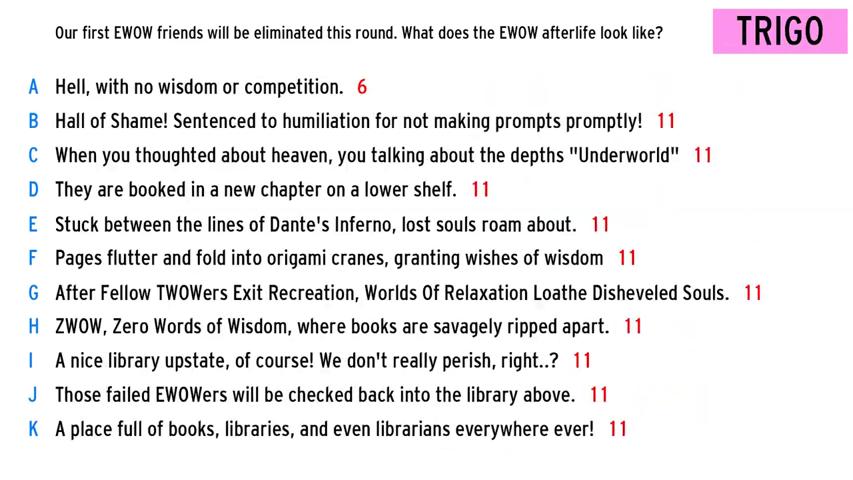 Our first EWOW friends will be eliminated this round. What does the EWOW afterlife look like?
TRIGO
A Hell, with no wisdom or competition. 6
B Hall of Shame! Sentenced to humiliation for not making prompts promptly! 11
C When you thoughted about heaven, you talking about the depths "Underworld" 11
D They are booked in a new chapter on a lower shelf. 11
E Stuck between the lines of Dante's Inferno, lost souls roam about. 11
F Pages flutter and fold into origami cranes, granting wishes of wisdom 11
G After Fellow TWOWers Exit Recreation, Worlds Of Relaxation Loathe Disheveled Souls. 11
H ZWOW, Zero Words of Wisdom, where books are savagely ripped apart. 11
I A nice library upstate, of course! We don't really perish, right..? 11
J Those failed EWOWers will be checked back into the library above. 11
K A place full of books, libraries, and even librarians everywhere ever! 11